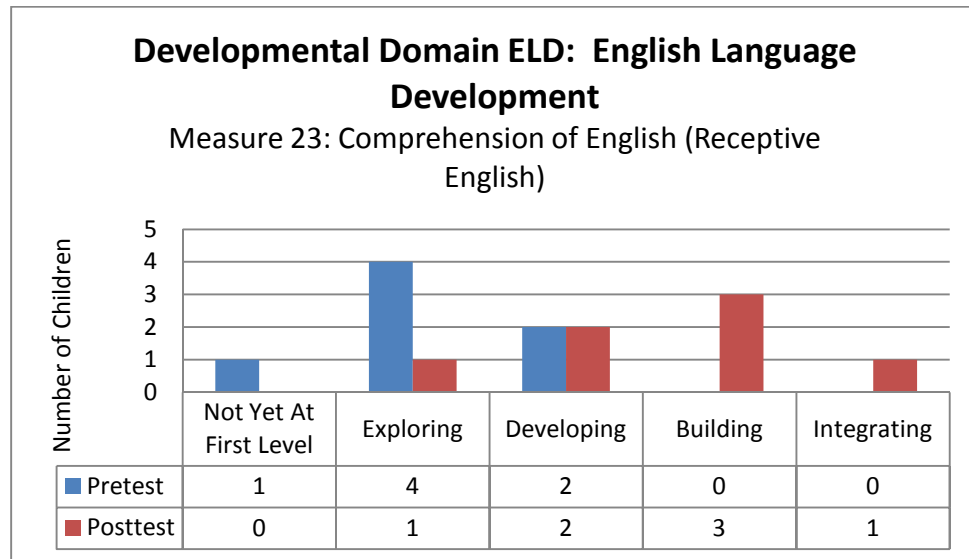 Developmental Domain ELD:  English Language
Development
Measure 23: Comprehension of English (Receptive
English)
Number of Children
5
4
3
2
1
0
Not Yet At
First Level
Exploring
Developing
Building
Integrating
Pretest 1 4 2 0 0
Posttest 0 1 2 3 1